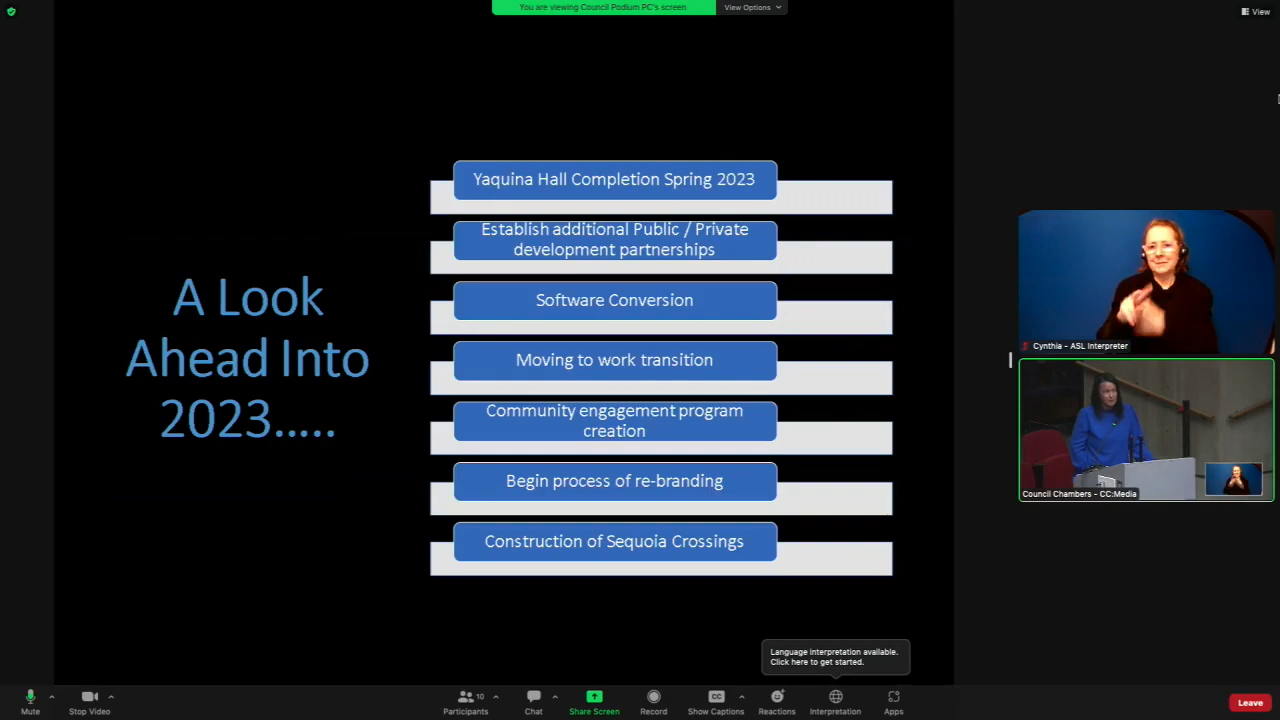 You are viewing Council Podium PC's screen
View Options
View
A Look
Ahead Into
2023.....
Yaquina Hall Completion Spring 2023
Establish additional Public / Private
development partnerships
Software Conversion
Moving to work transition
Community engagement program
creation
Begin process of re-branding
Construction of Sequoia Crossings
Cynthia - ASL Interpreter
Council Chambers - CC:Media
Language interpretation available.
Click here to get started.
Mute
Stop Video
Participants
10
Chat
Share Screen
CC
Record
Show Captions
Reactions
Interpretation
Apps
Leave